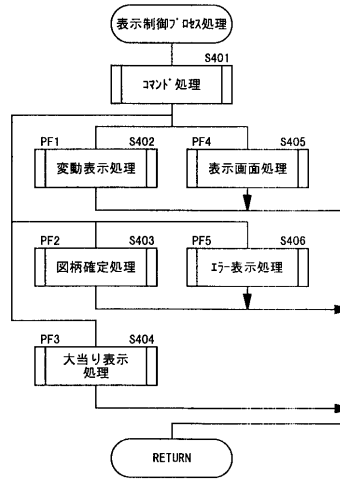 表示制御ﾌﾟﾛｾｽ処理
S401
ｺﾏﾝﾄﾞ処理
PF1 S402 PF4 S405
変動表示処理 表示画面処理
PF2 S403 PF5 S406
図柄確定処理 ｴﾗｰ表示処理
PF3 S404
大当り表示
処理
RETURN